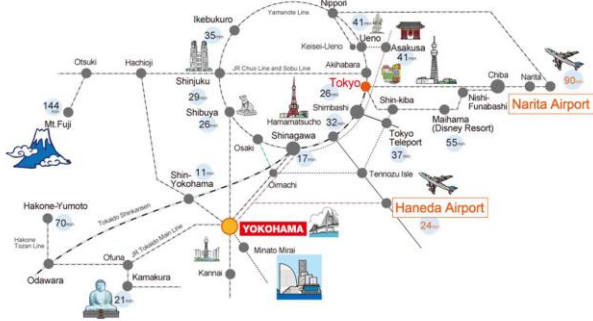 Nippori
Yamanote Line
41min
Ikebukuro
35min
Keisei-Ueno
Ueno
Asakusa
41min
Otsuki
Hachioji
JR Chuo Line and Sobu Line
Akihabara
Shinjuku
29min
Tokyo
26min
Chiba
Narita
90min
Narita Airport
144min
Mt.Fuji
Shibuya
26min
Hamamatsucho
Shimbashi
32min
Shin-kiba
Nishi-
Funabashi
Maihama
(Disney Resort)
55min
Tokyo
Teleport
37min
Shinagawa
17min
Osaki
Oimachi
Tennozu Isle
11min
Shin-
Yokohama
Haneda Airport
24min
Hakone-Yumoto
70min
Tokaido Shinkansen
YOKOHAMA
Hakone
Tozan Line
JR Tokaido Main Line
Minato Mirai
Ofuna
Kannai
Odawara
Kamakura
21min